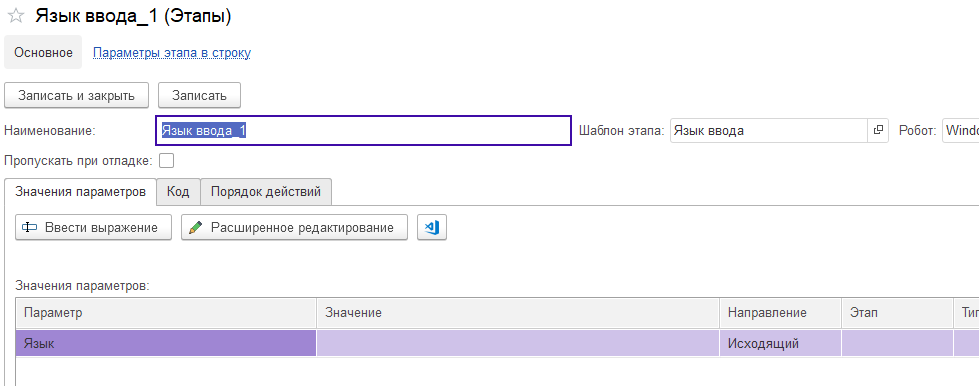 Язык ввода_1 (Этапы)
Основное Параметры этапа в строку
Записать и закрыть Записать
Наименование: Язык ввода_1 Шаблон этапа: Язык ввода Робот: Windo
Пропускать при отладке:
Значения параметров Код Порядок действий
Ввести выражение Расширенное редактирование
Значения параметров:
Параметр Значение Направление Этап Тип
Язык Исходящий